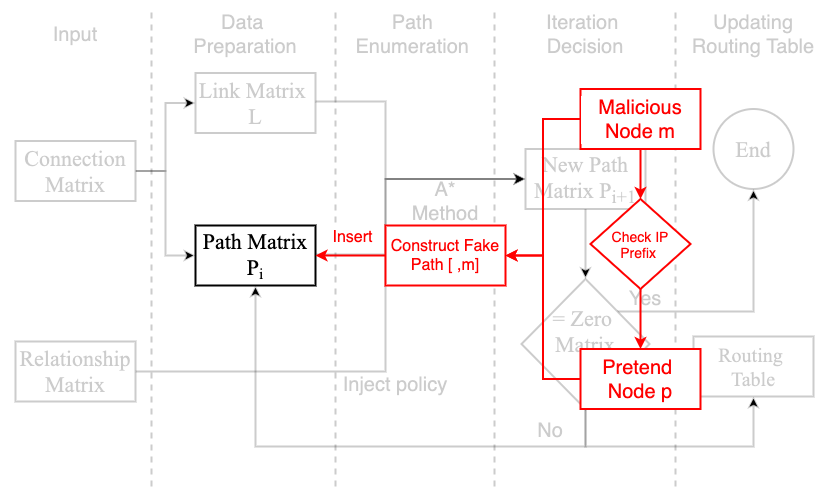 Input
Data
Preparation
Path
Enumeration
Iteration
Decision
Updating
Routing Table
Link Matrix
L
Malicious
Node m
Connection
Matrix
New Path
Matrix Pi+1
End
A*
Method
Path Matrix
Pi
Insert
Construct Fake
Path [ ,m]
Check IP
Prefix
Yes
= Zero
Matrix
Relationship
Matrix
Inject policy
Pretend
Node p
Routing
Table
No